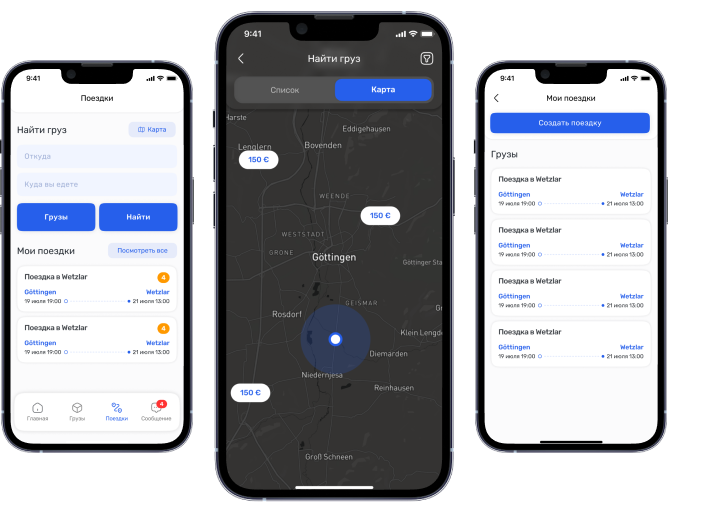 9:41
Поездки
Найти груз
Карта
Откуда
Куда вы едете
Грузы
Найти
Мои поездки
Посмотреть все
Поездка в Wetzlar
4
Göttingen
Wetzlar
19 июля 19:00
21 июля 13:00
Поездка в Wetzlar
4
Göttingen
Wetzlar
19 июля 19:00
21 июля 13:00
4
Главная
Грузы
Поездки
Сообщение
9:41
Найти груз
Список
Карта
Harste
Eddigehausen
Lenglern
Bovenden
150 €
WEENDE
150 €
WESTSTADT
GRONE
Göttingen
Göttinger Sta
GEISMAR
Rosdorf
Klein Lengd
Diemarden
Niedernjesa
Reinhausen
150 €
Groß Schneen
9:41
Мои поездки
Создать поездку
Грузы
Поездка в Wetzlar
Göttingen
Wetzlar
19 июля 19:00
21 июля 13:00
Поездка в Wetzlar
Göttingen
Wetzlar
19 июля 19:00
21 июля 13:00
Поездка в Wetzlar
Göttingen
Wetzlar
19 июля 19:00
21 июля 13:00
Поездка в Wetzlar
Göttingen
Wetzlar
19 июля 19:00
21 июля 13:00